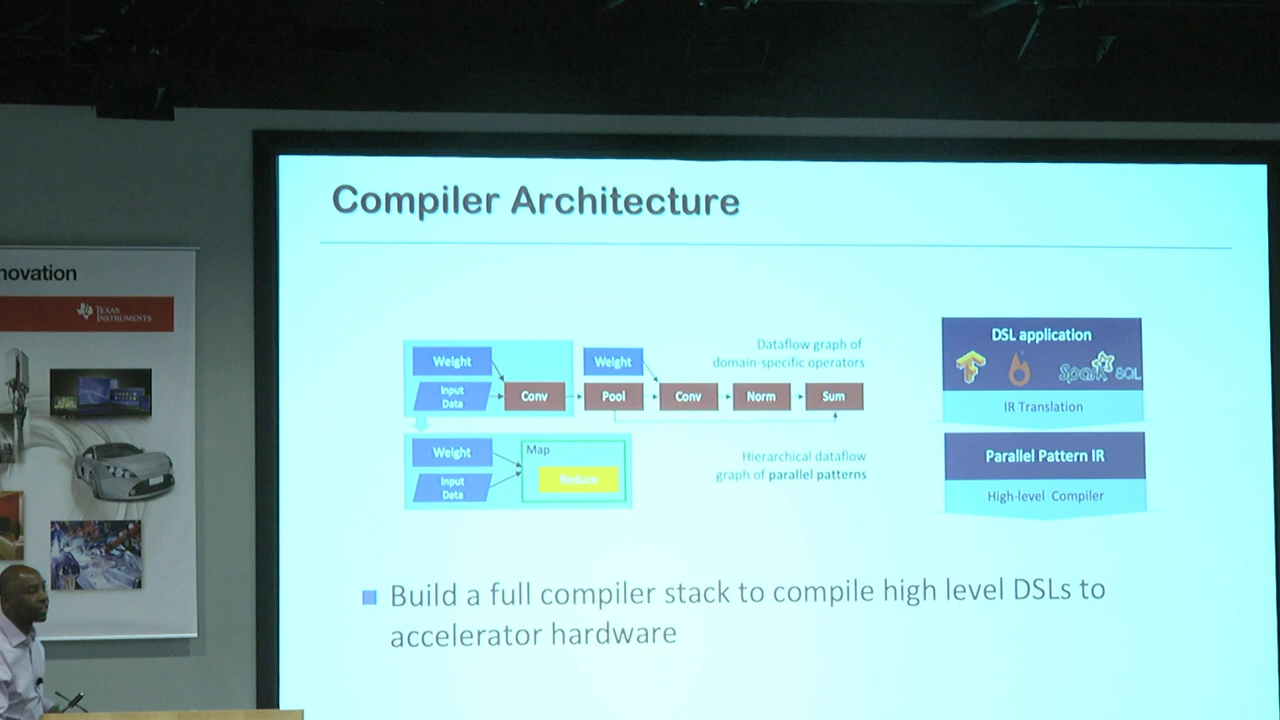 novation
TEXAS
INSTRUMENTS
Compiler Architecture
Weight
Input
Data
Conv
Weight
Pool
Conv
Norm
Sum
Dataflow graph of
domain-specific operators
Weight
Input
Data
Map
Reduce
Hierarchical dataflow
graph of parallel patterns
DSL application
Spark SQL
IR Translation
Parallel Pattern IR
High-level Compiler
Build a full compiler stack to compile high level DSLs to
accelerator hardware